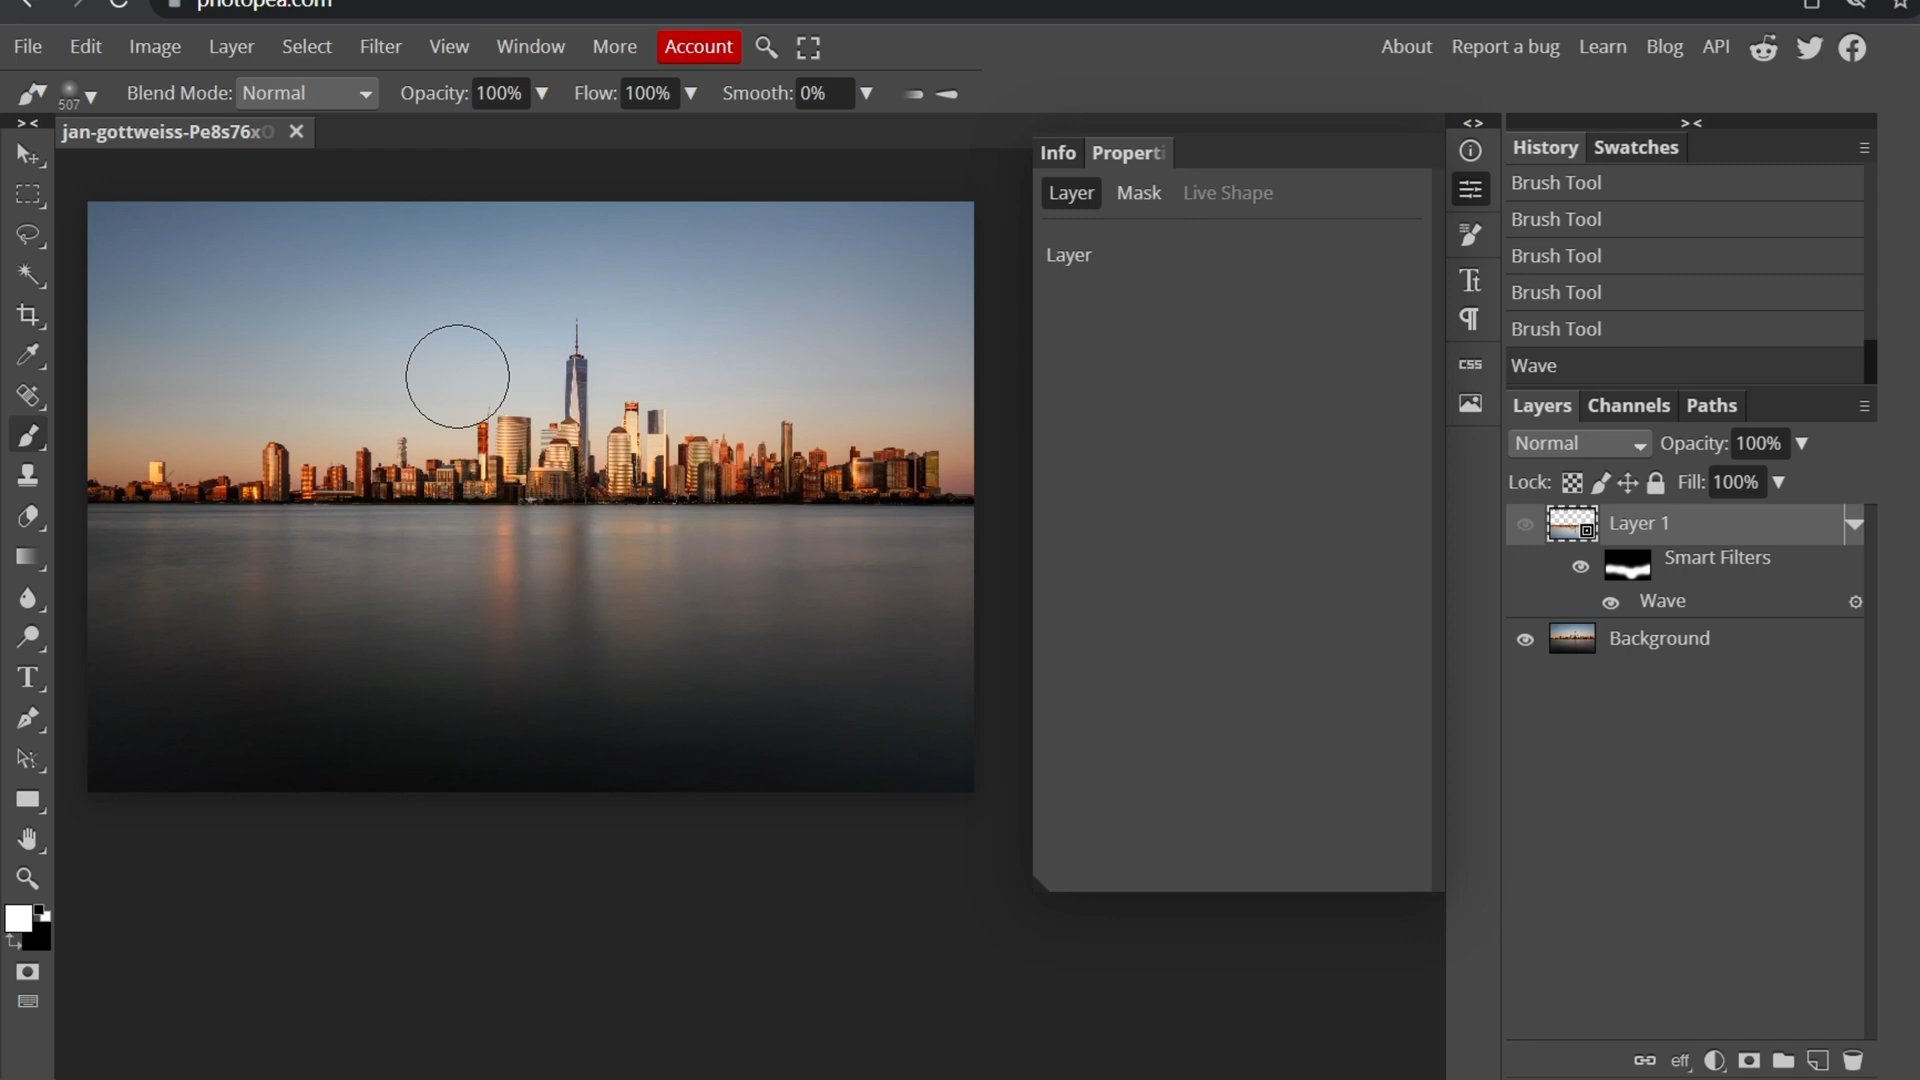 photopea.com
File Edit Image Layer Select Filter View Window More Account About Report a bug Learn Blog API
507 Blend Mode: Normal Opacity: 100% Flow: 100% Smooth: 0%
> < < > > <
jan-gottweiss-Pe8s76xO
Info Properti
History Swatches
Layer Mask Live Shape
Layer
Brush Tool
Brush Tool
Brush Tool
Brush Tool
Brush Tool
Wave
CSS
Layers Channels Paths
Normal Opacity: 100%
Lock: Fill: 100%
Layer 1
Smart Filters
Wave
Background
eff